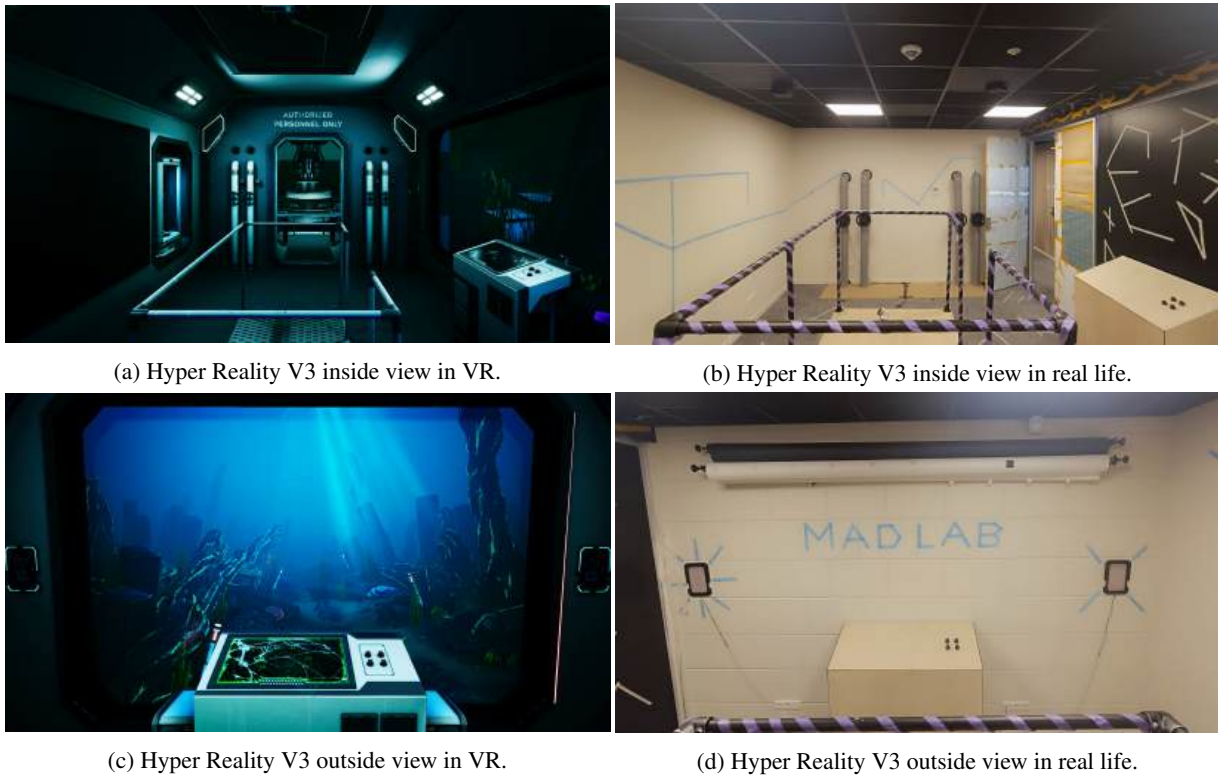 AUTHORIZED
PERSONNEL ONLY
(a) Hyper Reality V3 inside view in VR.
(b) Hyper Reality V3 inside view in real life.
MADLAB
(c) Hyper Reality V3 outside view in VR.
(d) Hyper Reality V3 outside view in real life.